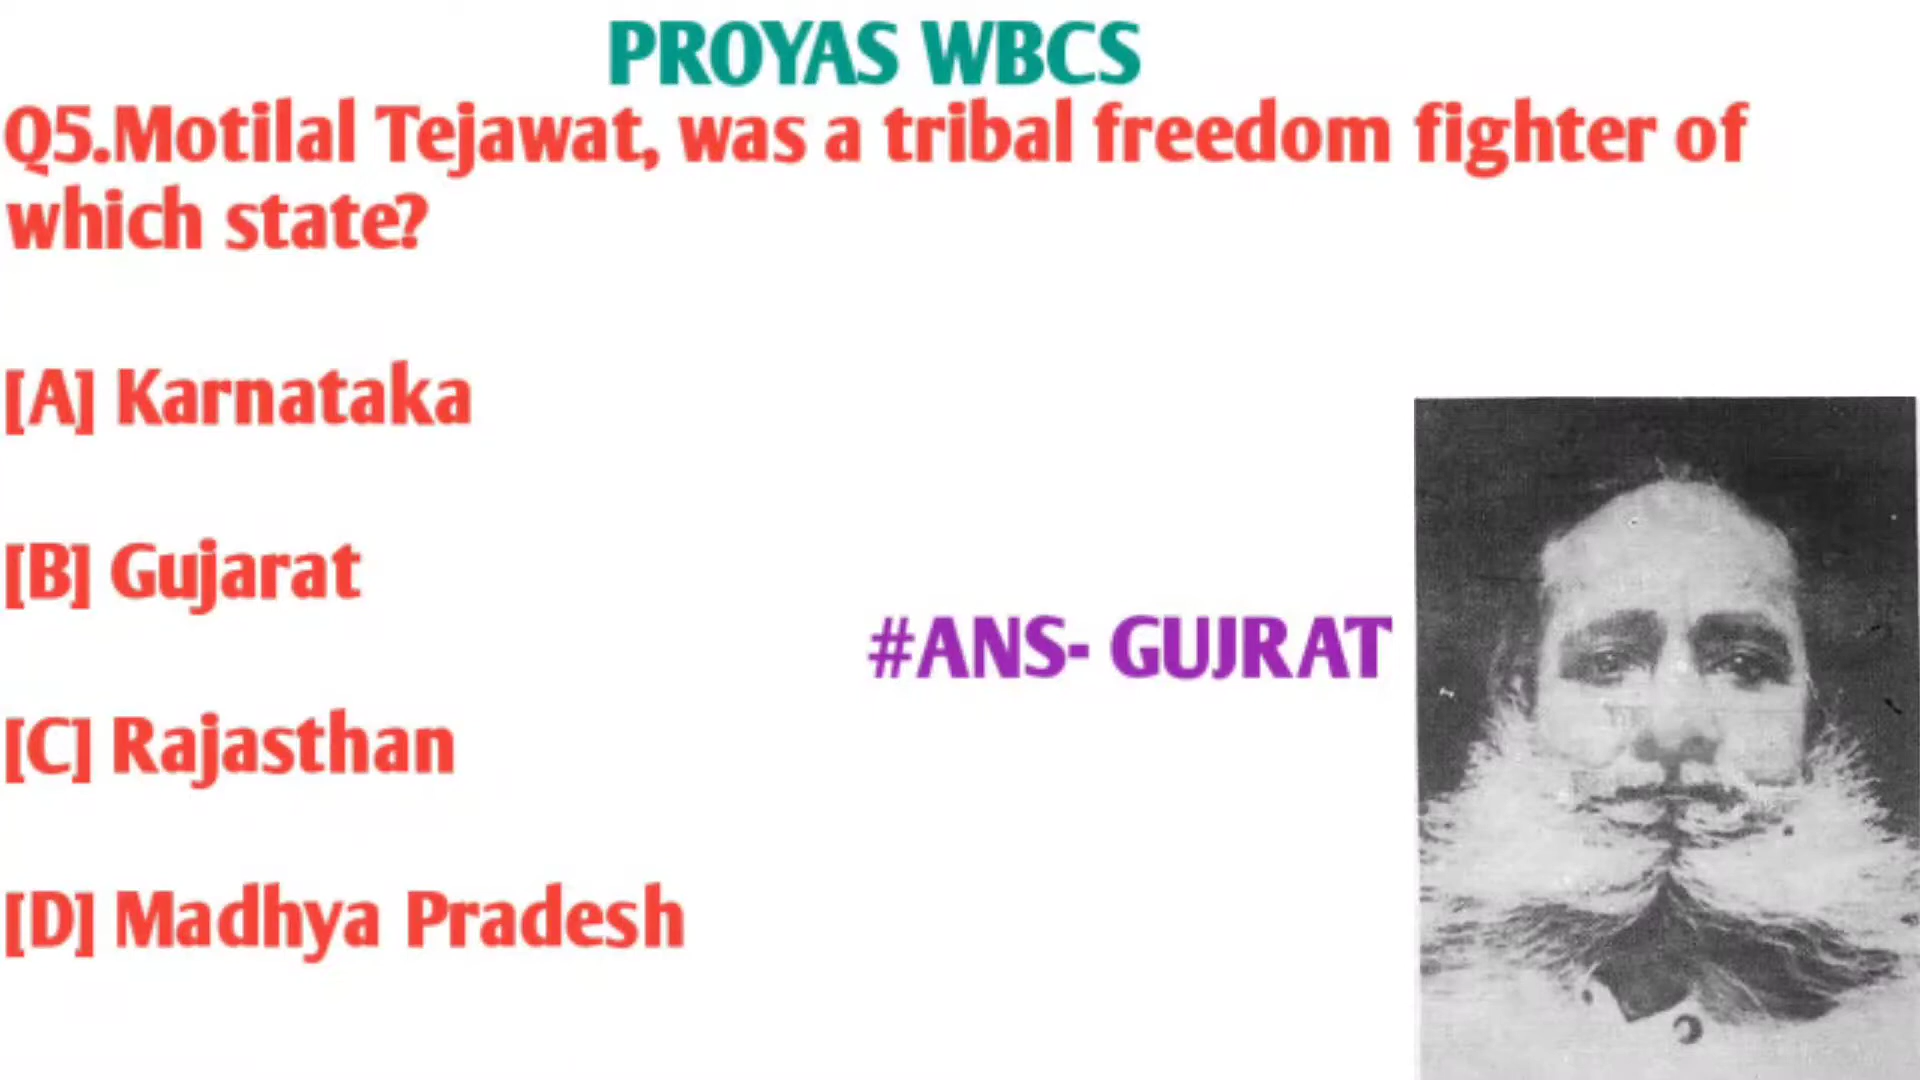 PROYAS WBCS
Q5.Motilal Tejawat, was a tribal freedom fighter of
which state?
[A] Karnataka
[B] Gujarat
#ANS- GUJRAT
[C] Rajasthan
[D] Madhya Pradesh